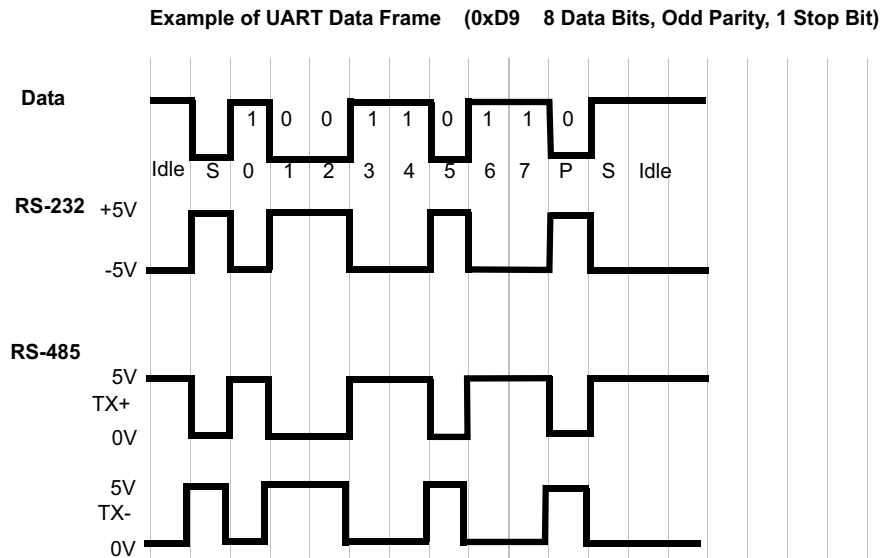 Example of UART Data Frame (0xD9 8 Data Bits, Odd Parity, 1 Stop Bit)
Data
1 0 0 1 1 0 1 1 0
Idle S 0 1 2 3 4 5 6 7 P S Idle
RS-232 +5V
-5V
RS-485
5V
TX+
0V
5V
TX-
0V